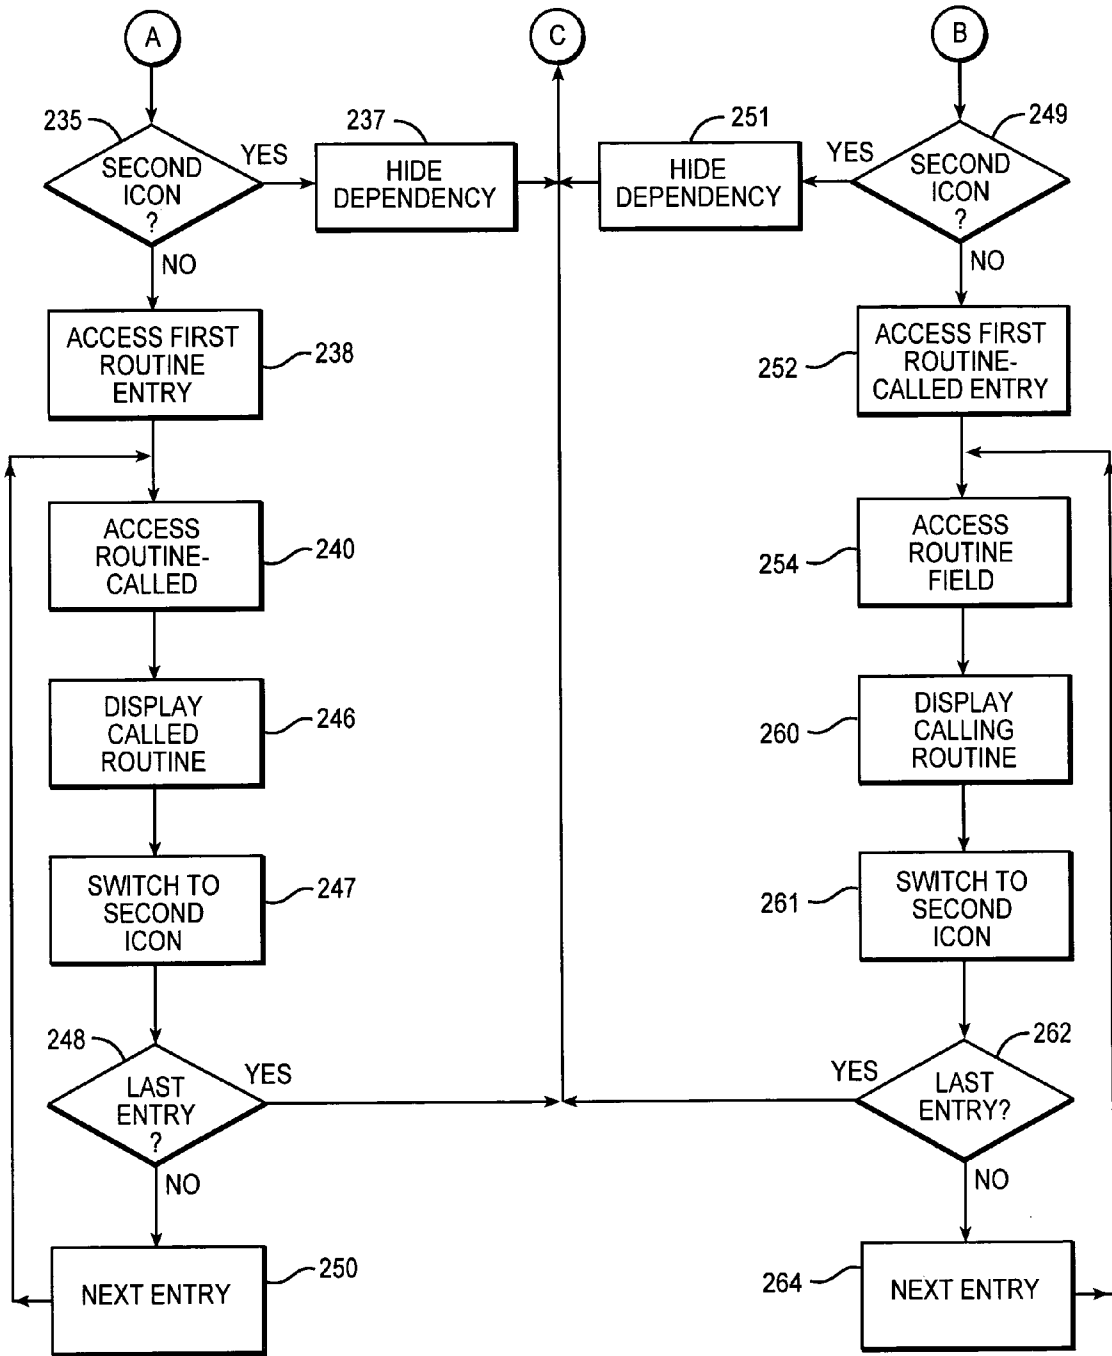 A
C
B
235
YES
237
251
YES
249
SECOND
ICON
?
HIDE
DEPENDENCY
HIDE
DEPENDENCY
SECOND
ICON
?
NO
NO
ACCESS FIRST
ROUTINE
ENTRY
238
252
ACCESS FIRST
ROUTINE-
CALLED ENTRY
ACCESS
ROUTINE-
CALLED
240
254
ACCESS
ROUTINE
FIELD
DISPLAY
CALLED
ROUTINE
246
260
DISPLAY
CALLING
ROUTINE
SWITCH TO
SECOND
ICON
247
261
SWITCH TO
SECOND
ICON
248
YES
YES
262
LAST
ENTRY
?
LAST
ENTRY?
NO
NO
NEXT ENTRY
250
264
NEXT ENTRY